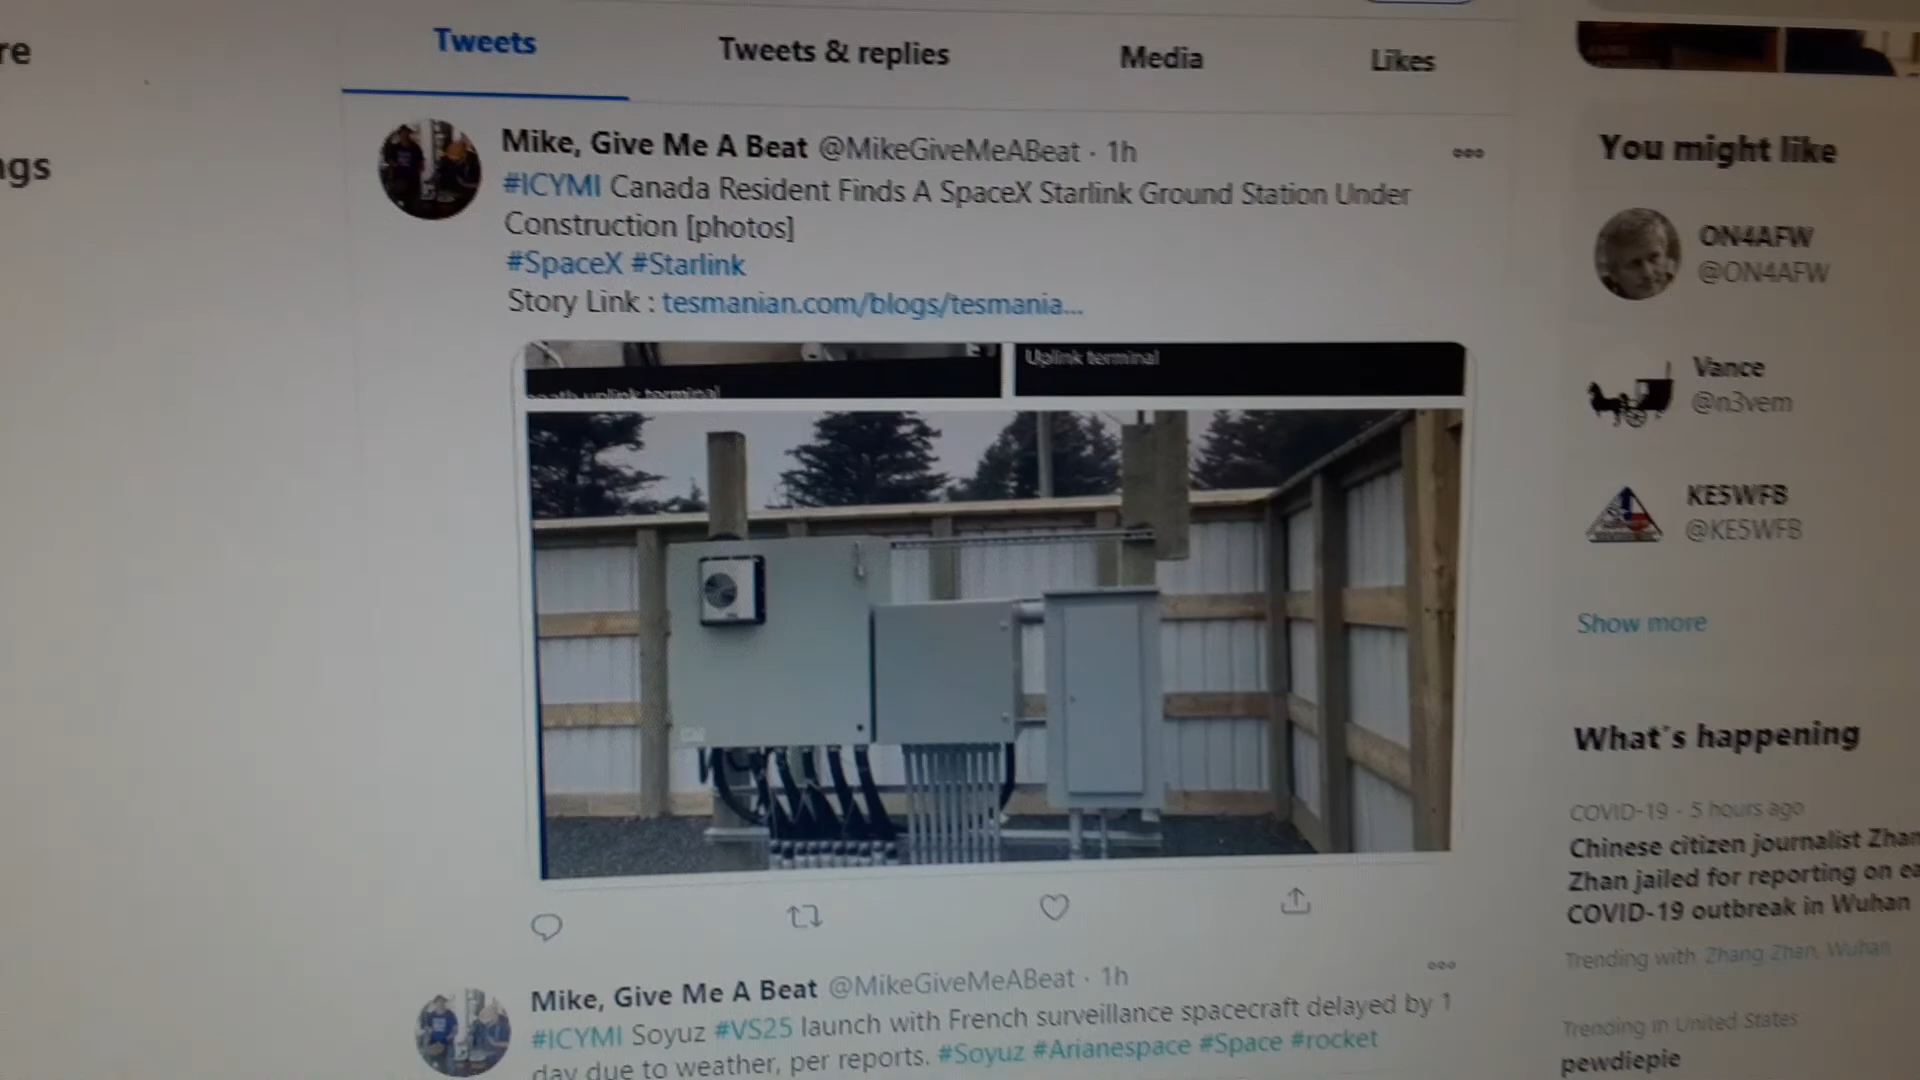 re
ngs
Tweets
Tweets & replies
Media
Likes
Mike, Give Me A Beat @MikeGiveMeABeat · 1h
#ICYMI Canada Resident Finds A SpaceX Starlink Ground Station Under
Construction [photos]
#SpaceX #Starlink
Story Link : tesmanian.com/blogs/tesmania...
uplink terminal
Uplink terminal
Mike, Give Me A Beat @MikeGiveMeABeat · 1h
#ICYMI Soyuz #VS25 launch with French surveillance spacecraft delayed by 1
day due to weather, per reports. #Soyuz #Arianespace #Space #rocket
You might like
ON4AFW
@ON4AFW
Vance
@n3vem
KE5WFB
@KE5WFB
Show more
What's happening
COVID-19 · 5 hours ago
Chinese citizen journalist Zhan
Zhan jailed for reporting on ea
COVID-19 outbreak in Wuhan
Trending with Zhang Zhan, Wuhan
Trending in United States
pewdiepie